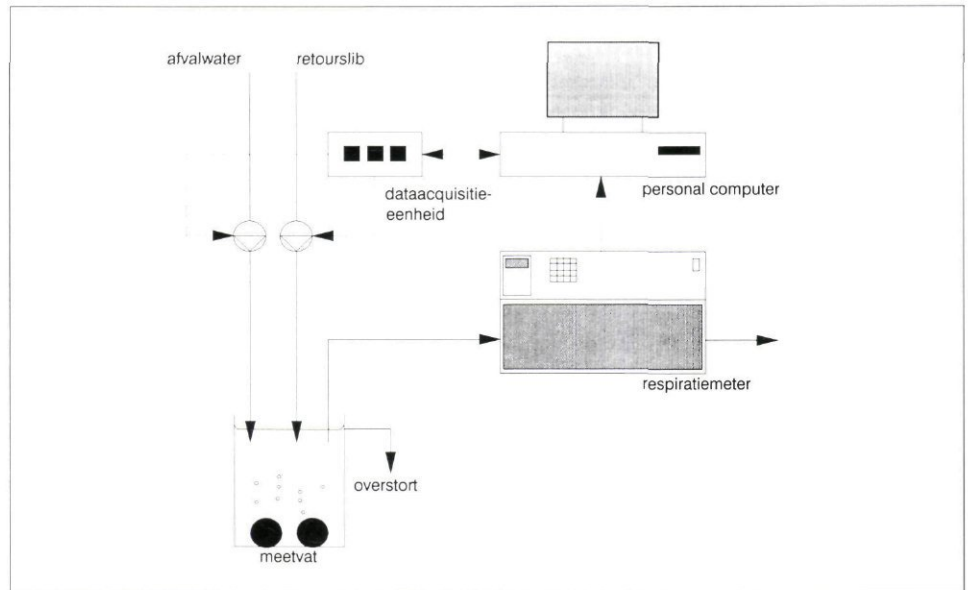 afvalwater
retourslib
dataacquisitie-
eenheid
personal computer
respiratiemeter
overstort
meetvat